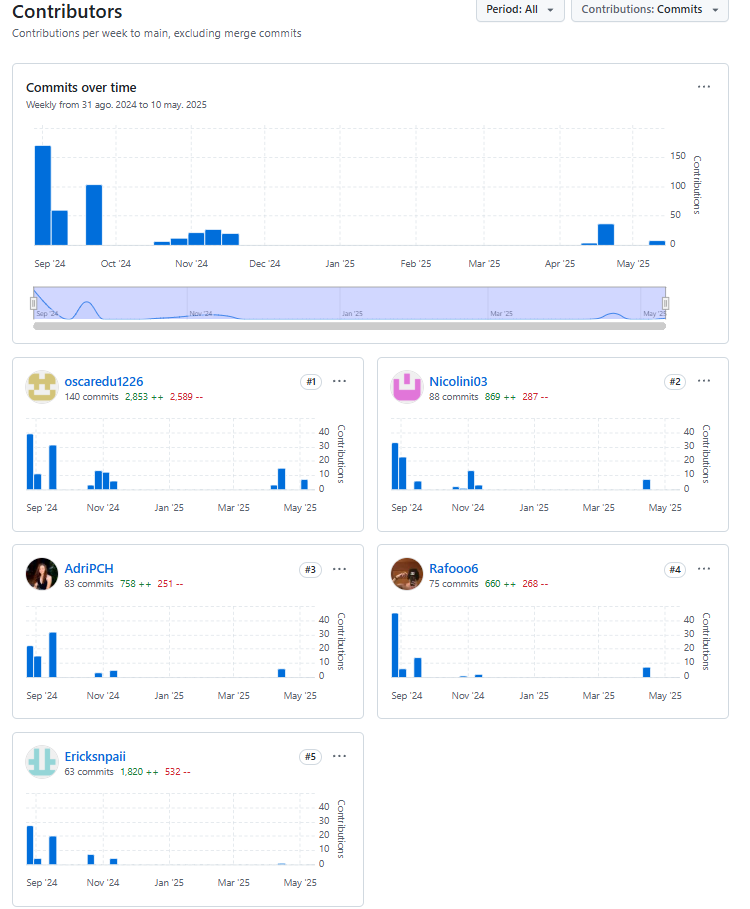 Contributors
Period: All
Contributions: Commits
Contributions per week to main, excluding merge commits
Commits over time
Weekly from 31 ago. 2024 to 10 may. 2025
150
100
50
0
Contributions
Sep '24 Oct '24 Nov '24 Dec '24 Jan '25 Feb '25 Mar '25 Apr '25 May '25
Sep '24 Nov '24 Jan '25 Mar '25 May '25
oscaredu1226
#1
140 commits 2,853 ++ 2,589 --
40
30
20
10
0
Contributions
Sep '24 Nov '24 Jan '25 Mar '25 May '25
Nicolini03
#2
88 commits 869 ++ 287 --
40
30
20
10
0
Contributions
Sep '24 Nov '24 Jan '25 Mar '25 May '25
AdriPCH
#3
83 commits 758 ++ 251 --
40
30
20
10
0
Contributions
Sep '24 Nov '24 Jan '25 Mar '25 May '25
Rafooo6
#4
75 commits 660 ++ 268 --
40
30
20
10
0
Contributions
Sep '24 Nov '24 Jan '25 Mar '25 May '25
Ericksnpaii
#5
63 commits 1,820 ++ 532 --
40
30
20
10
0
Contributions
Sep '24 Nov '24 Jan '25 Mar '25 May '25